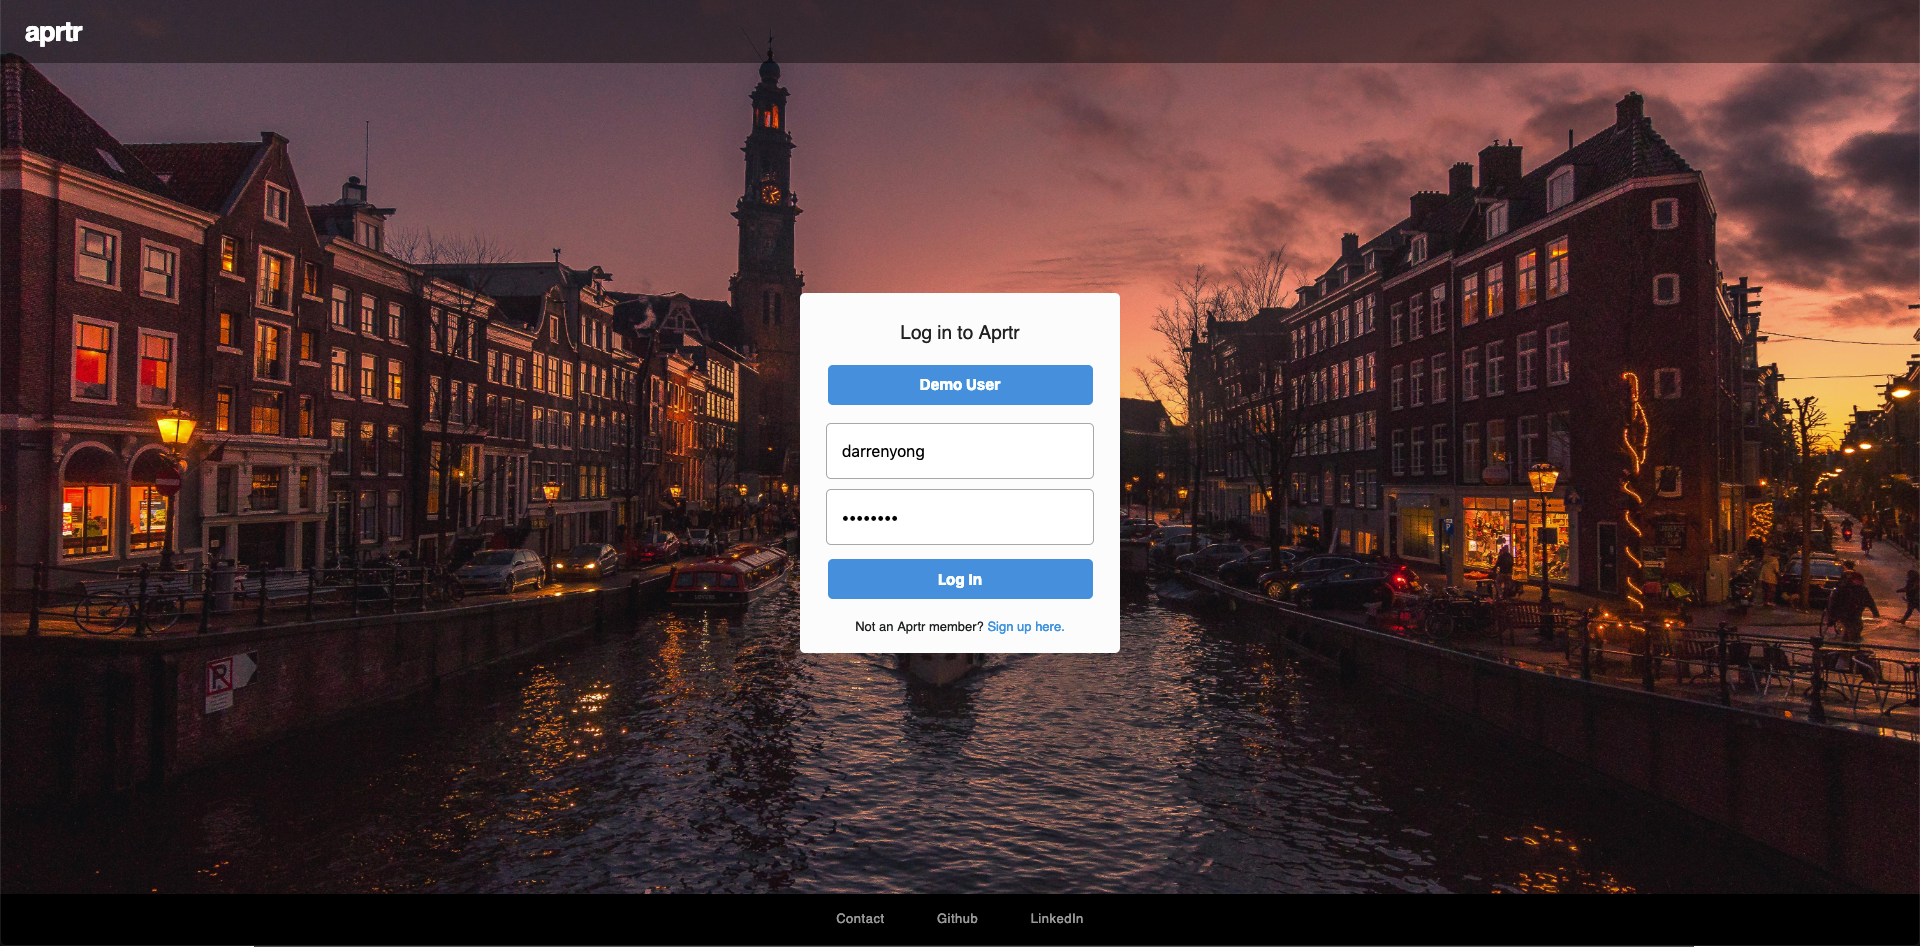 aprtr
Log in to Aprtr
Demo User
darrenyong
••••••••
Log In
Not an Aprtr member? Sign up here.
Contact Github LinkedIn